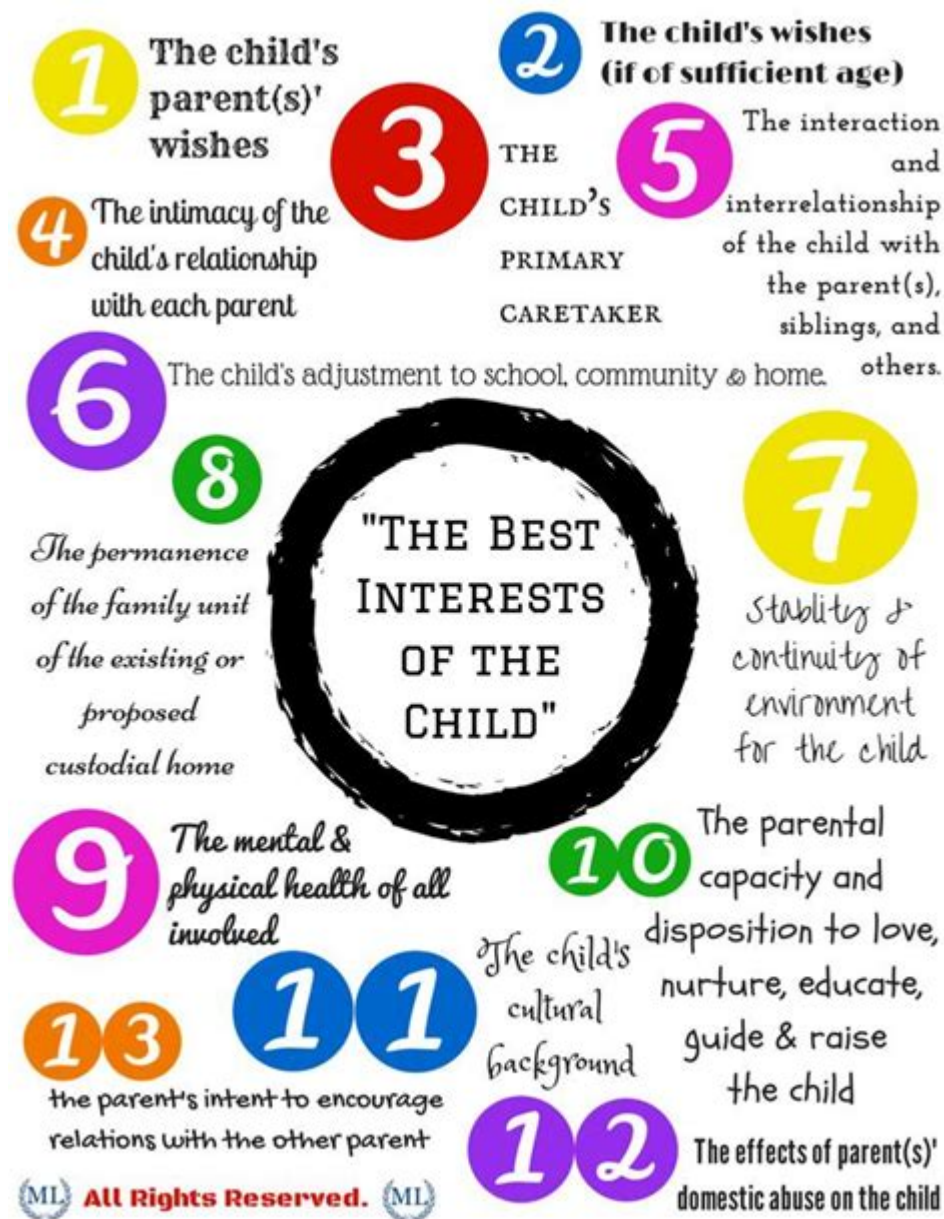 1
The child's
parent(s)'
wishes
2
The child's wishes
(if of sufficient age)
3
THE
CHILD'S
PRIMARY
CARETAKER
4
The intimacy of the
child's relationship
with each parent
5
The interaction
and
interrelationship
of the child with
the parent(s),
siblings, and
others.
6
The child's adjustment to school, community & home.
7
Stablity &
continuity of
environment
for the child
8
The permanence
of the family unit
of the existing or
proposed
custodial home
"THE BEST
INTERESTS
OF THE
CHILD"
9
The mental &
physical health of all
involved
10
The parental
capacity and
disposition to love,
nurture, educate,
guide & raise
the child
11
The child's
cultural
background
12
The effects of parent(s)'
domestic abuse on the child
13
the parent's intent to encourage
relations with the other parent
ML All Rights Reserved. ML